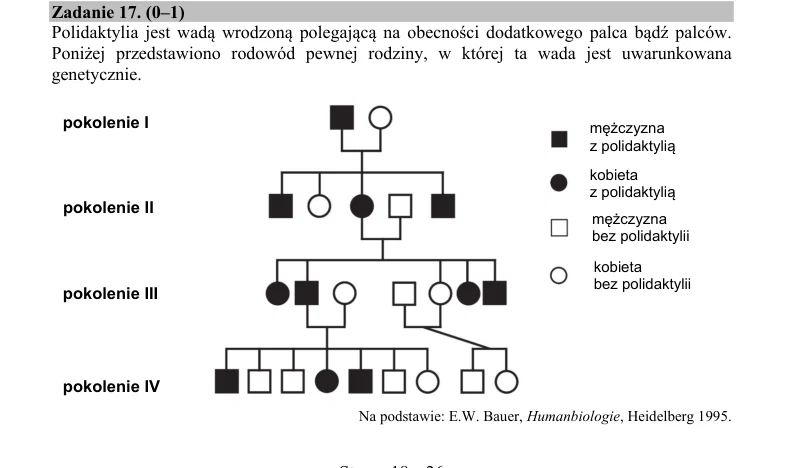 Zadanie 17. (0–1)
Polidaktylia jest wadą wrodzoną polegającą na obecności dodatkowego palca bądź palców.
Poniżej przedstawiono rodowód pewnej rodziny, w której ta wada jest uwarunkowana
genetycznie.
pokolenie I
mężczyzna
z polidaktylią
kobieta
z polidaktylią
pokolenie II
mężczyzna
bez polidaktylii
kobieta
bez polidaktylii
pokolenie III
pokolenie IV
Na podstawie: E.W. Bauer, Humanbiologie, Heidelberg 1995.